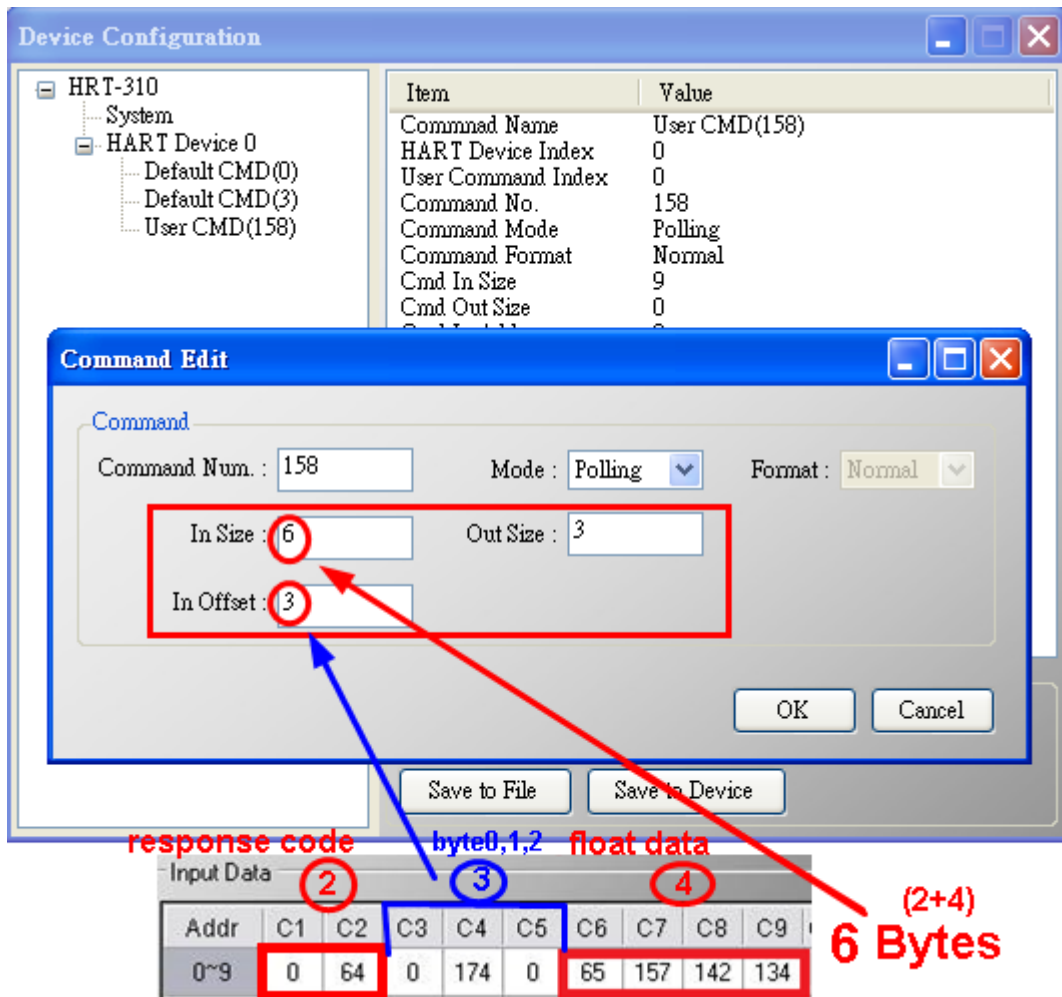 Device Configuration
HRT-310
System
HART Device 0
Default CMD(0)
Default CMD(3)
User CMD(158)
Item Value
Commnad Name User CMD(158)
HART Device Index 0
User Command Index 0
Command No. 158
Command Mode Polling
Command Format Normal
Cmd In Size 9
Cmd Out Size 0
Command Edit
Command
Command Num. : 158 Mode : Polling Format : Normal
In Size : 6 Out Size : 3
In Offset : 3
OK Cancel
Save to File Save to Device
response code byte0,1,2 float data
Input Data 2 3 4
(2+4)
6 Bytes
Addr C1 C2 C3 C4 C5 C6 C7 C8 C9
0~9 0 64 0 174 0 65 157 142 134